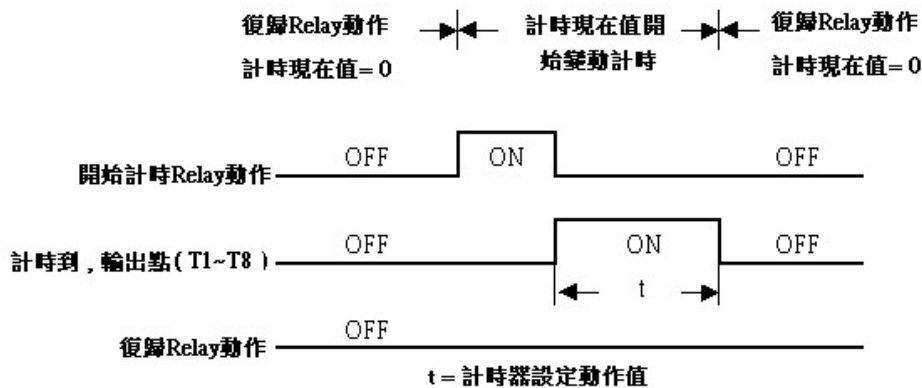 復歸Relay動作
計時現在值= 0
計時現在值開
始變動計時
復歸Relay動作
計時現在值= 0
開始計時Relay動作
OFF
ON
OFF
計時到 , 輸出點( T1~T8 )
OFF
ON
OFF
t
復歸Relay動作
OFF
t = 計時器設定動作值